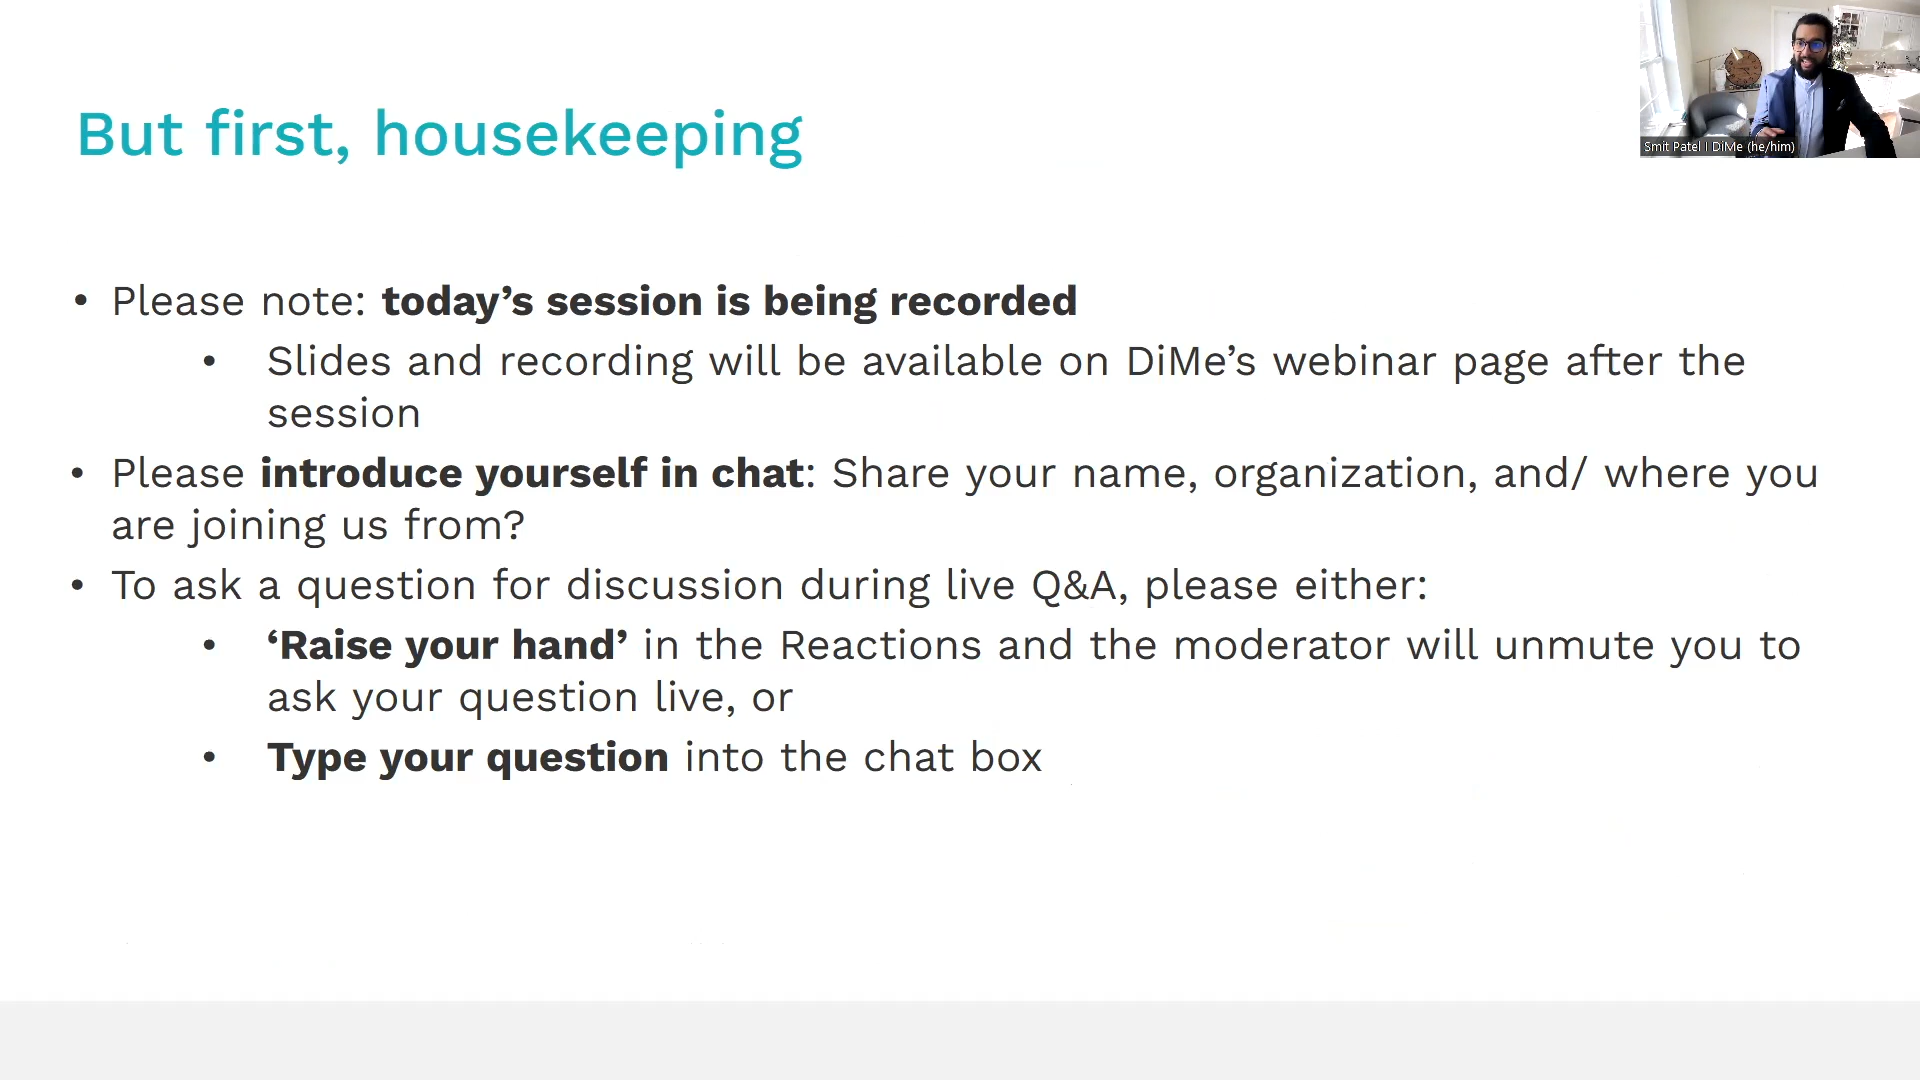 But first, housekeeping
Smit Patel | DiMe (he/him)
• Please note: today’s session is being recorded
• Slides and recording will be available on DiMe’s webinar page after the
session
• Please introduce yourself in chat: Share your name, organization, and/ where you
are joining us from?
• To ask a question for discussion during live Q&A, please either:
• ‘Raise your hand’ in the Reactions and the moderator will unmute you to
ask your question live, or
• Type your question into the chat box